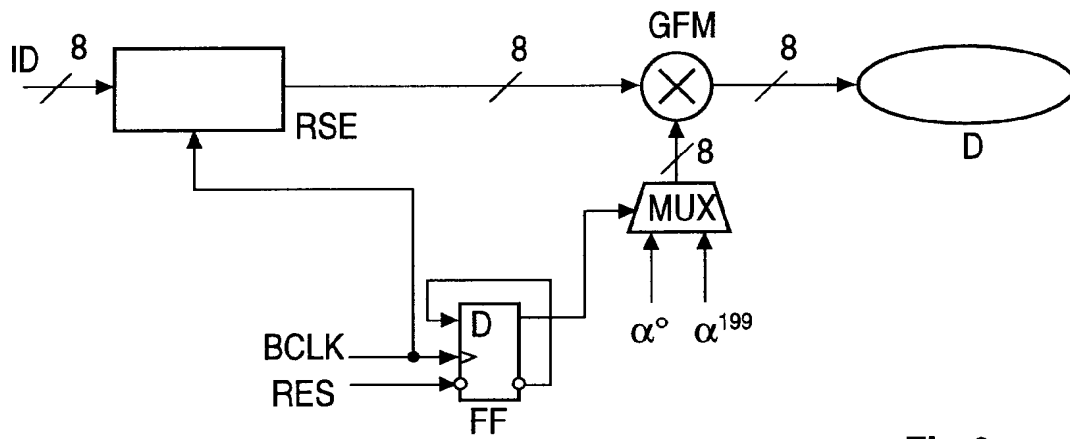 GFM
ID 8 8 8
RSE D
8
MUX
D α° α¹⁹⁹
BCLK
RES
FF